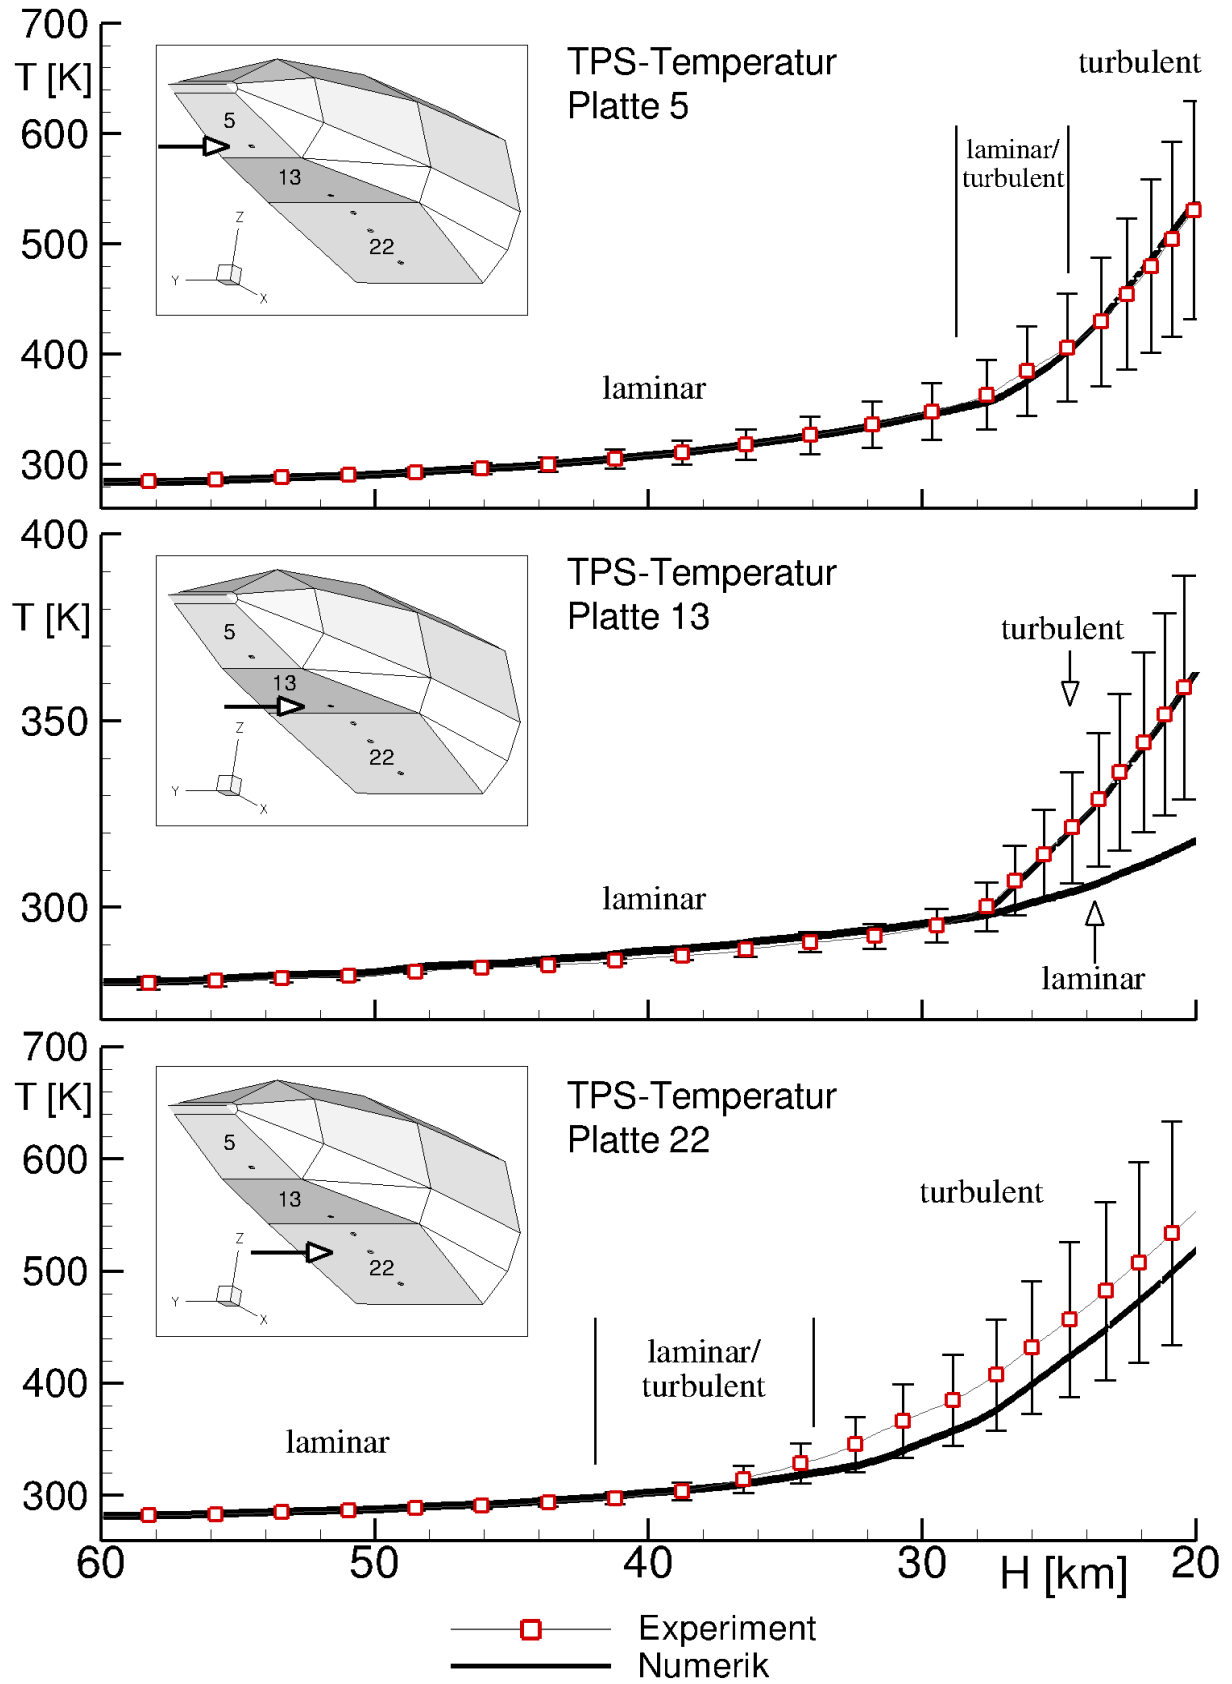 700
T [K]
600
500
400
300
TPS-Temperatur
Platte 5
turbulent
laminar/
turbulent
laminar
5
13
22
Z
Y
X
400
T [K]
350
300
TPS-Temperatur
Platte 13
turbulent
laminar
laminar
5
13
22
Z
Y
X
700
T [K]
600
500
400
300
TPS-Temperatur
Platte 22
turbulent
laminar/
turbulent
laminar
5
13
22
Z
Y
X
60
50
40
30
H [km]
20
Experiment
Numerik